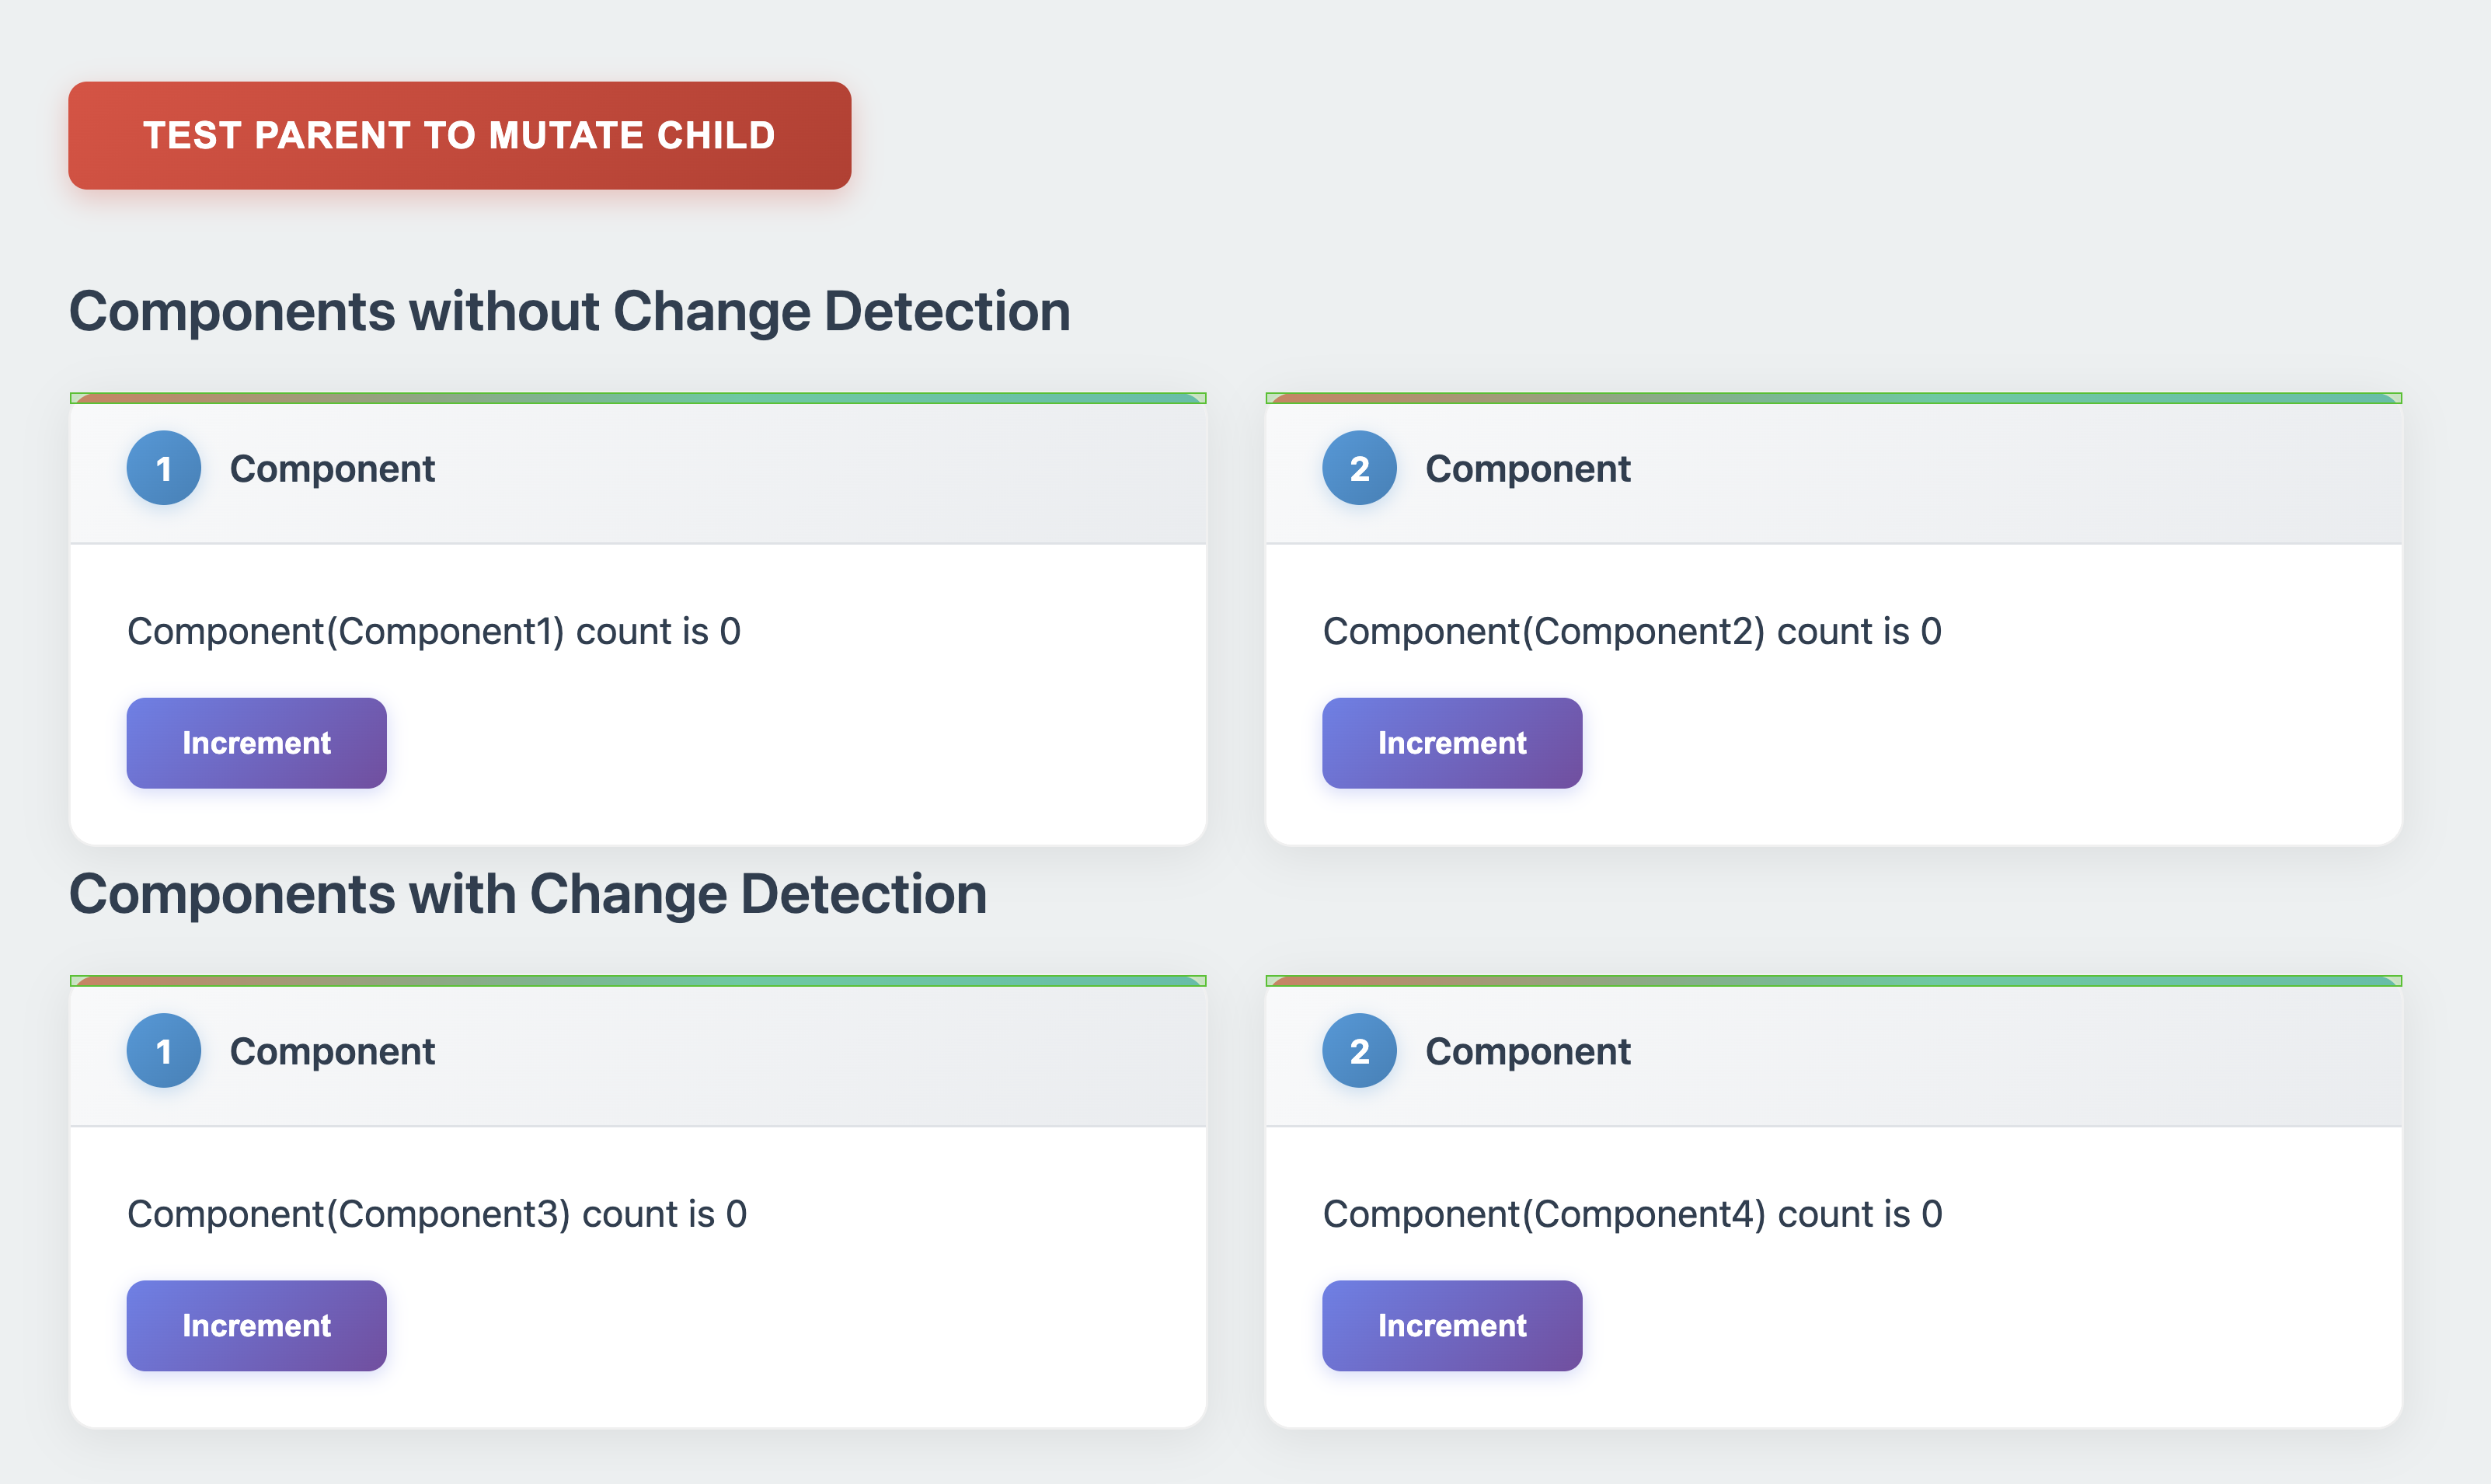 TEST PARENT TO MUTATE CHILD
Components without Change Detection
1 Component
2 Component
Component(Component1) count is 0
Component(Component2) count is 0
Increment
Increment
Components with Change Detection
1 Component
2 Component
Component(Component3) count is 0
Component(Component4) count is 0
Increment
Increment